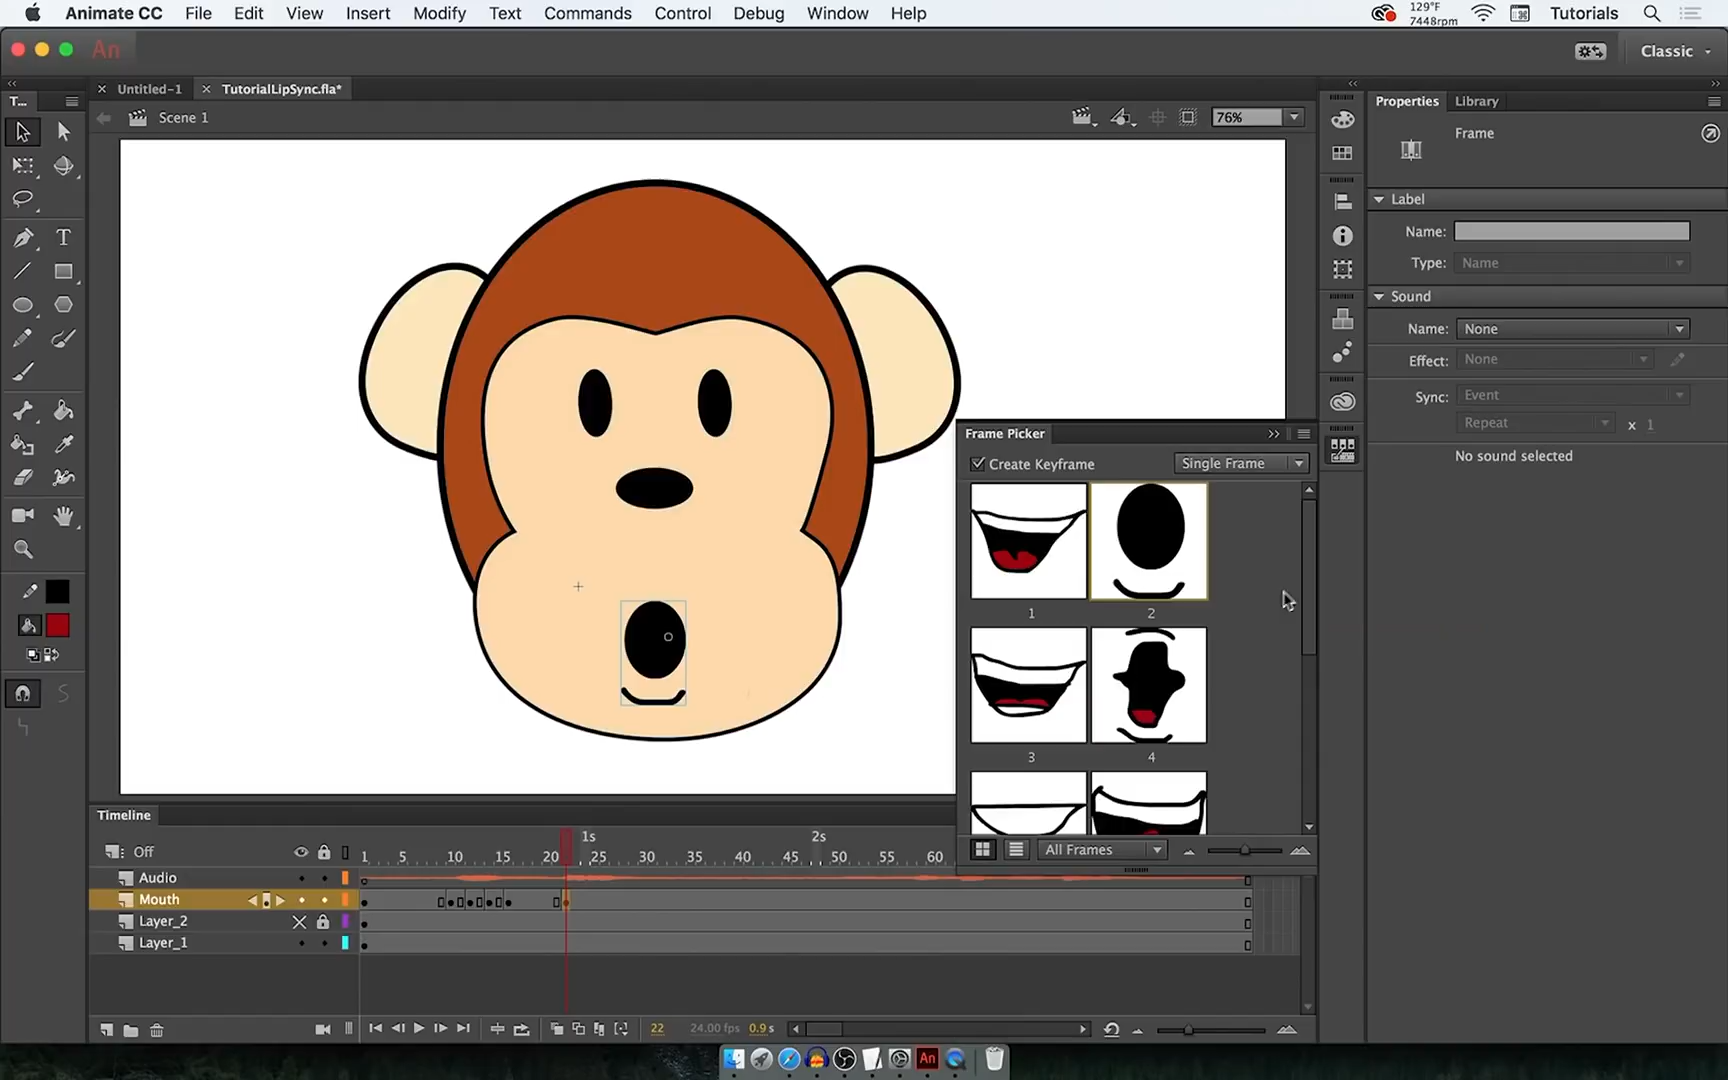 Animate CC File Edit View Insert Modify Text Commands Control Debug Window Help 129°F 7448rpm Tutorials
An Classic
T... Untitled-1 TutorialLipSync.fla* Properties Library
Scene 1 76%
Frame
Label
Name:
Type: Name
Sound
Name: None
Effect: None
Sync: Event
Repeat x 1
No sound selected
Frame Picker
Create Keyframe Single Frame
1 2
3 4
All Frames
Timeline
1s 2s
Off 1 5 10 15 20 25 30 35 40 45 50 55 60
Audio
Mouth
Layer_2
Layer_1
22 24.00 fps 0.9 s
An